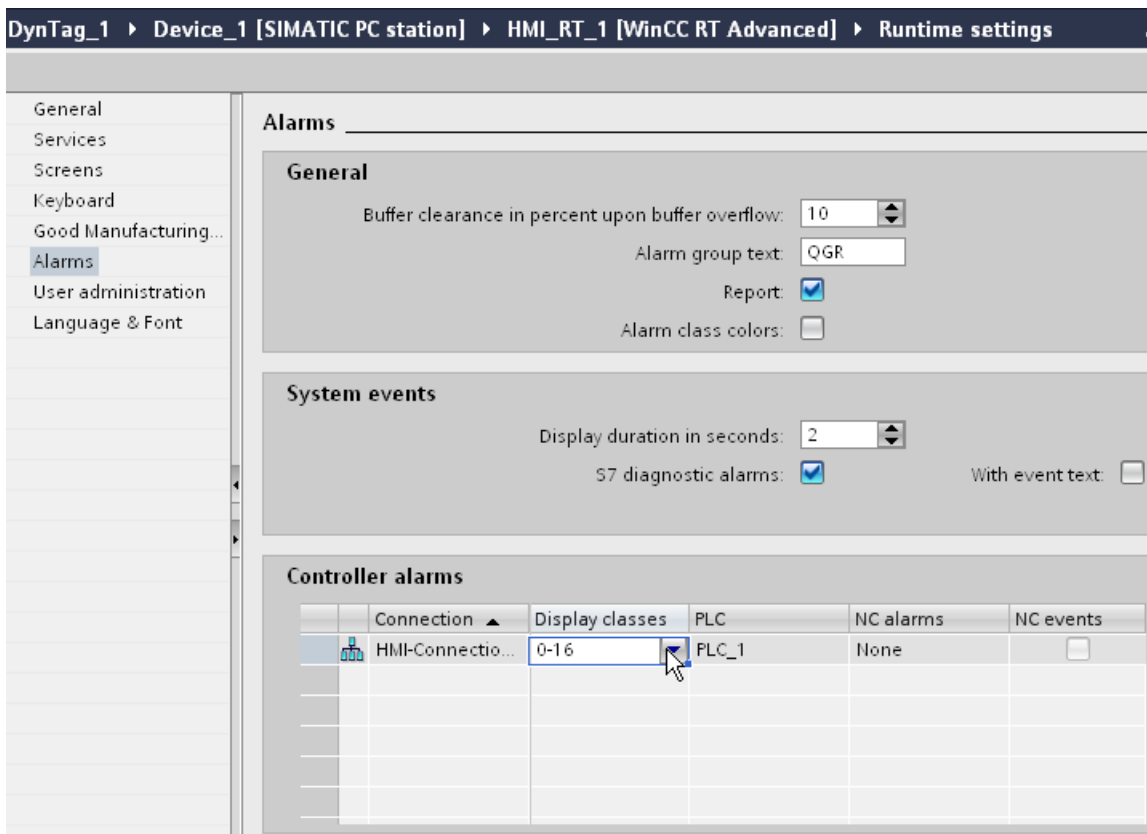 DynTag_1 ▸ Device_1 [SIMATIC PC station] ▸ HMI_RT_1 [WinCC RT Advanced] ▸ Runtime settings
General
Services
Screens
Keyboard
Good Manufacturing...
Alarms
User administration
Language & Font
Alarms
General
Buffer clearance in percent upon buffer overflow: 10
Alarm group text: QGR
Report:
Alarm class colors:
System events
Display duration in seconds: 2
S7 diagnostic alarms: With event text:
Controller alarms
Connection Display classes PLC NC alarms NC events
HMI-Connectio... 0-16 PLC_1 None